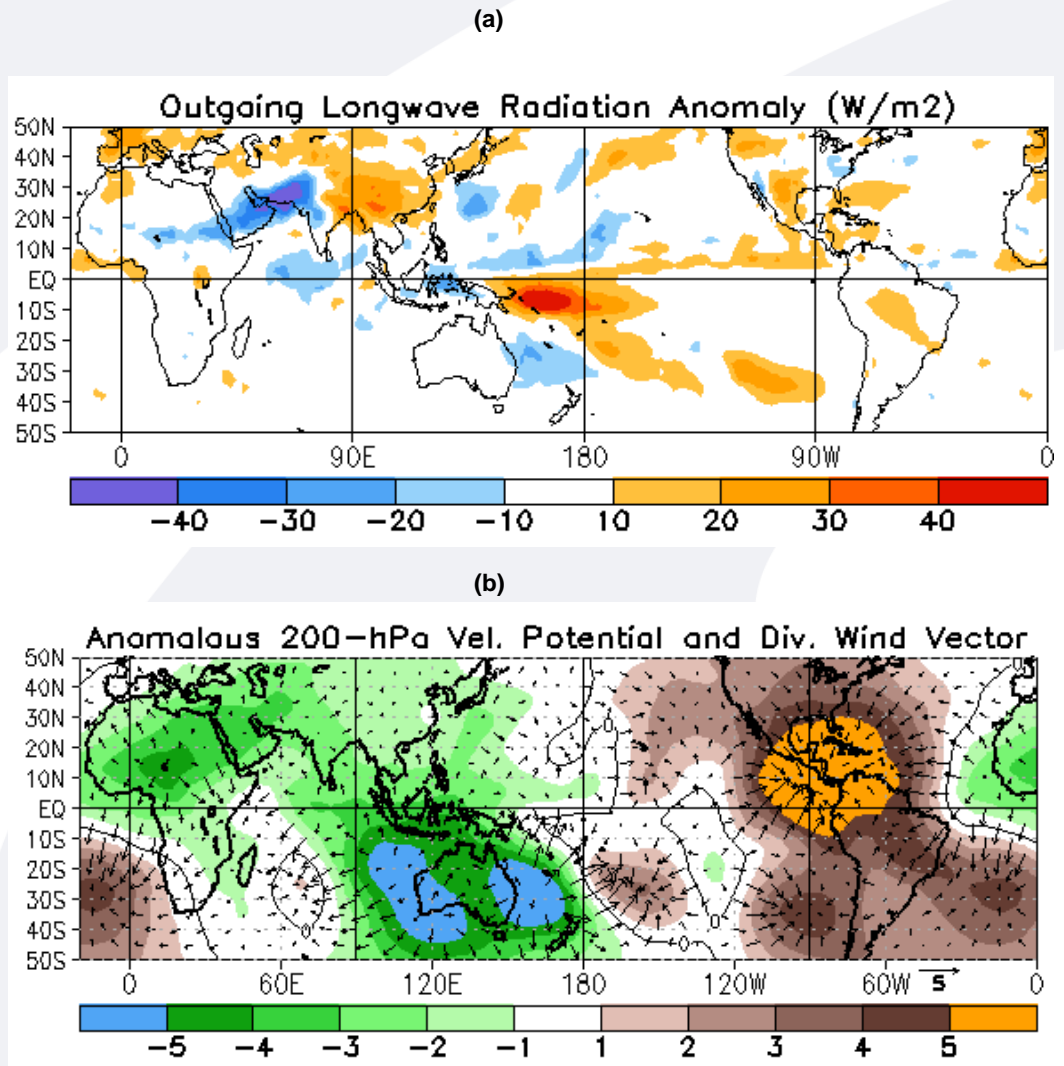 (a)
Outgoing Longwave Radiation Anomaly (W/m2)
50N
40N
30N
20N
10N
EQ
10S
20S
30S
40S
50S
0 90E 180 90W 0
-40 -30 -20 -10 10 20 30 40
(b)
Anomalous 200-hPa Vel. Potential and Div. Wind Vector
50N
40N
30N
20N
10N
EQ
10S
20S
30S
40S
50S
0 60E 120E 180 120W 60W 5 0
-5 -4 -3 -2 -1 1 2 3 4 5